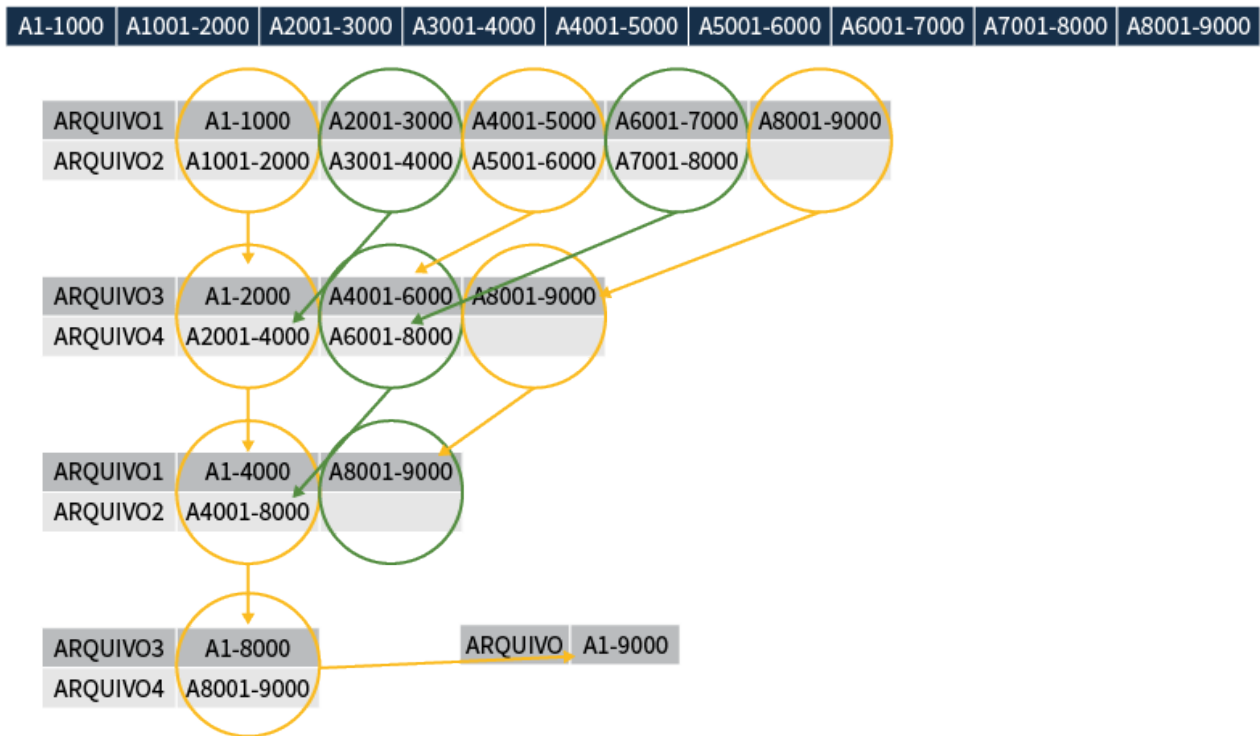 A1-1000 A1001-2000 A2001-3000 A3001-4000 A4001-5000 A5001-6000 A6001-7000 A7001-8000 A8001-9000
ARQUIVO1 A1-1000 A2001-3000 A4001-5000 A6001-7000 A8001-9000
ARQUIVO2 A1001-2000 A3001-4000 A5001-6000 A7001-8000
ARQUIVO3 A1-2000 A4001-6000 A8001-9000
ARQUIVO4 A2001-4000 A6001-8000
ARQUIVO1 A1-4000 A8001-9000
ARQUIVO2 A4001-8000
ARQUIVO3 A1-8000 ARQUIVO A1-9000
ARQUIVO4 A8001-9000